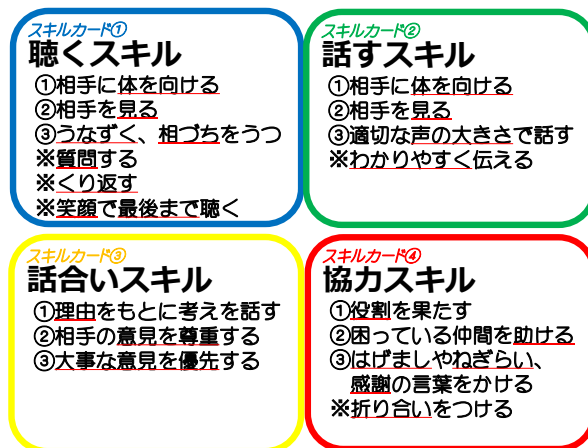 スキルカード①
聴くスキル
①相手に体を向ける
②相手を見る
③うなずく、相づちをうつ
※質問する
※くり返す
※笑顔で最後まで聴く
スキルカード②
話すスキル
①相手に体を向ける
②相手を見る
③適切な声の大きさで話す
※わかりやすく伝える
スキルカード③
話合いスキル
①理由をもとに考えを話す
②相手の意見を尊重する
③大事な意見を優先する
スキルカード④
協力スキル
①役割を果たす
②困っている仲間を助ける
③はげましやねぎらい、
感謝の言葉をかける
※折り合いをつける